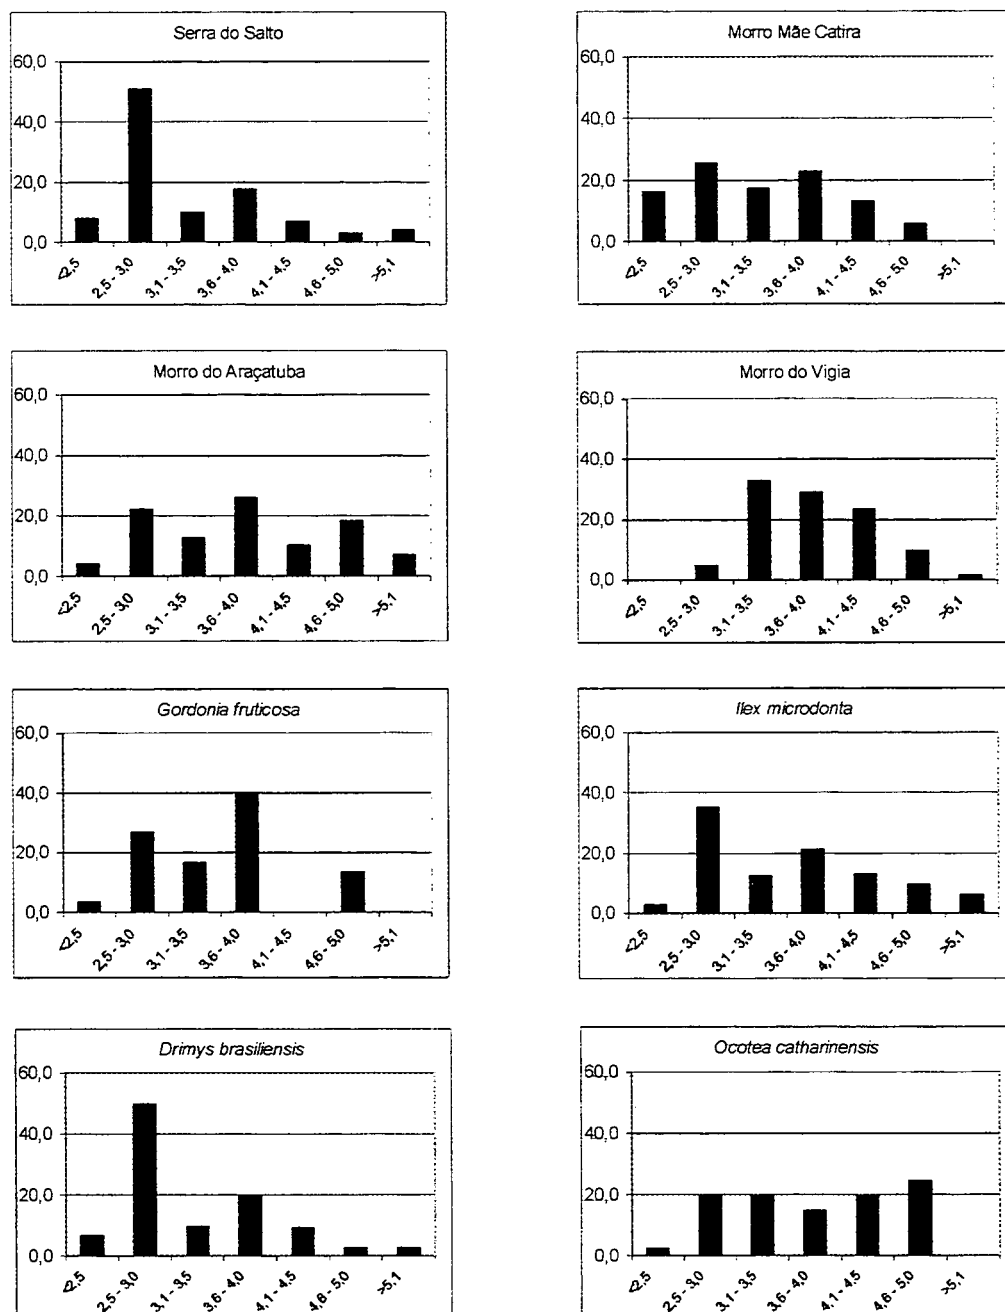 Serra do Salto
60,0
40,0
20,0
0,0
<2,5
2,5 - 3,0
3,1 - 3,5
3,6 - 4,0
4,1 - 4,5
4,6 - 5,0
>5,1
Morro Mãe Catira
60,0
40,0
20,0
0,0
<2,5
2,5 - 3,0
3,1 - 3,5
3,6 - 4,0
4,1 - 4,5
4,6 - 5,0
>5,1
Morro do Araçatuba
60,0
40,0
20,0
0,0
<2,5
2,5 - 3,0
3,1 - 3,5
3,6 - 4,0
4,1 - 4,5
4,6 - 5,0
>5,1
Morro do Vigia
60,0
40,0
20,0
0,0
<2,5
2,5 - 3,0
3,1 - 3,5
3,6 - 4,0
4,1 - 4,5
4,6 - 5,0
>5,1
Gordonia fruticosa
60,0
40,0
20,0
0,0
<2,5
2,5 - 3,0
3,1 - 3,5
3,6 - 4,0
4,1 - 4,5
4,6 - 5,0
>5,1
Ilex microdonta
60,0
40,0
20,0
0,0
<2,5
2,5 - 3,0
3,1 - 3,5
3,6 - 4,0
4,1 - 4,5
4,6 - 5,0
>5,1
Drimys brasiliensis
60,0
40,0
20,0
0,0
<2,5
2,5 - 3,0
3,1 - 3,5
3,6 - 4,0
4,1 - 4,5
4,6 - 5,0
>5,1
Ocotea catharinensis
60,0
40,0
20,0
0,0
<2,5
2,5 - 3,0
3,1 - 3,5
3,6 - 4,0
4,1 - 4,5
4,6 - 5,0
>5,1